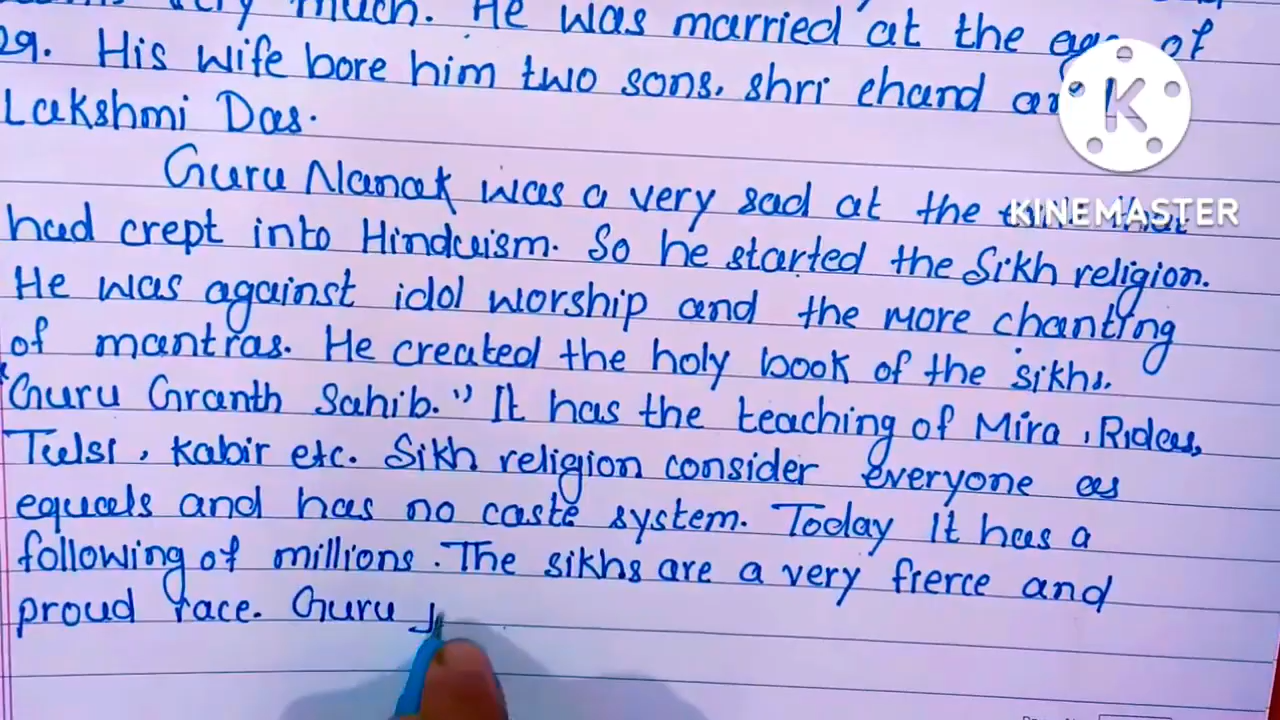 very much. He was married at the age of
29. His wife bore him two sons, shri chand and
Lakshmi Das.
K
KINEMASTER
Guru Nanak was a very sad at the that
had crept into Hinduism. So he started the Sikh religion.
He was against idol worship and the more chanting
of mantras. He created the holy book of the sikhs.
"Guru Granth Sahib." It has the teaching of Mira, Ridas,
Tulsi, Kabir etc. Sikh religion consider everyone as
equals and has no caste system. Today It has a
following of millions. The sikhs are a very fierce and
proud race. Guru